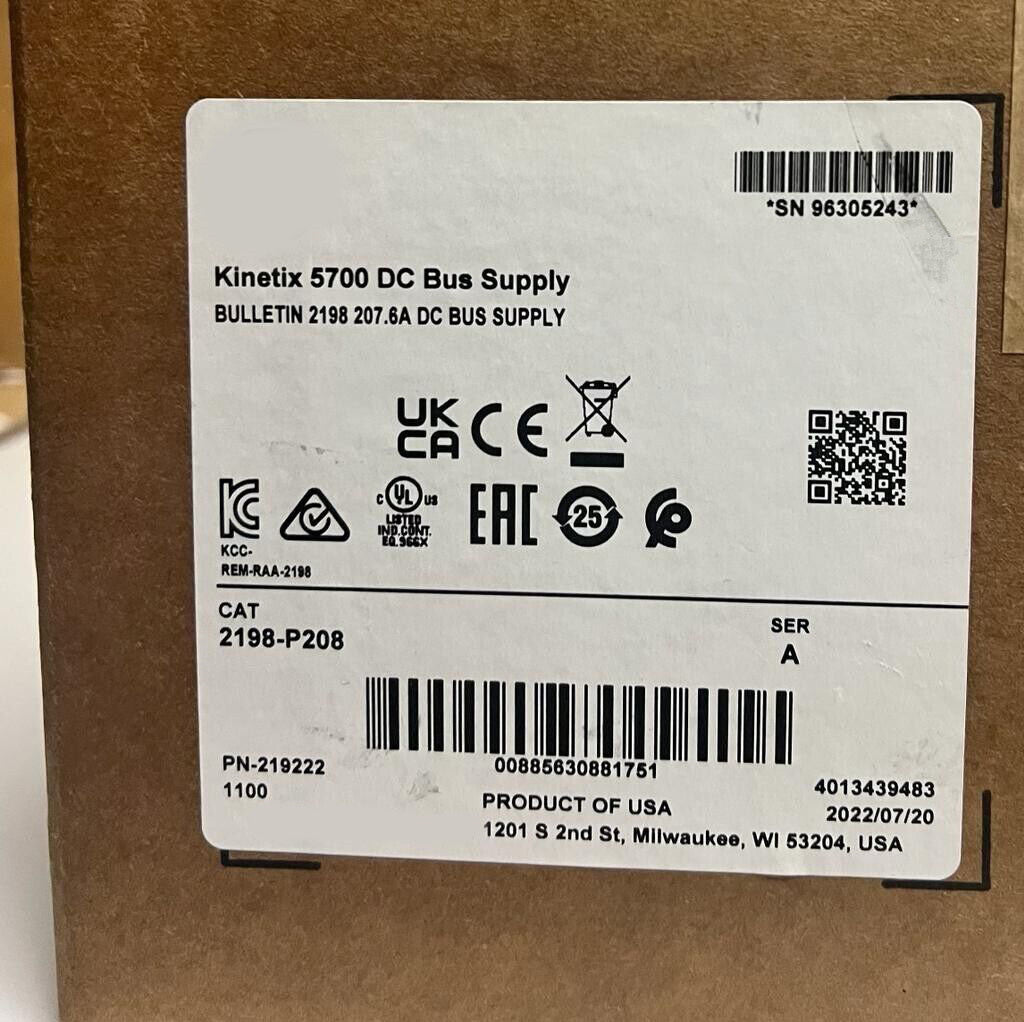 *SN 96305243*
Kinetix 5700 DC Bus Supply
BULLETIN 2198 207.6A DC BUS SUPPLY
UK
CA CE
KC
KCC-
REM-RAA-2198
C UL US
LISTED
IND.CONT.
EQ.966X
EAC
25
CAT
2198-P208
SER
A
00885630881751
PN-219222
1100
PRODUCT OF USA
1201 S 2nd St, Milwaukee, WI 53204, USA
4013439483
2022/07/20